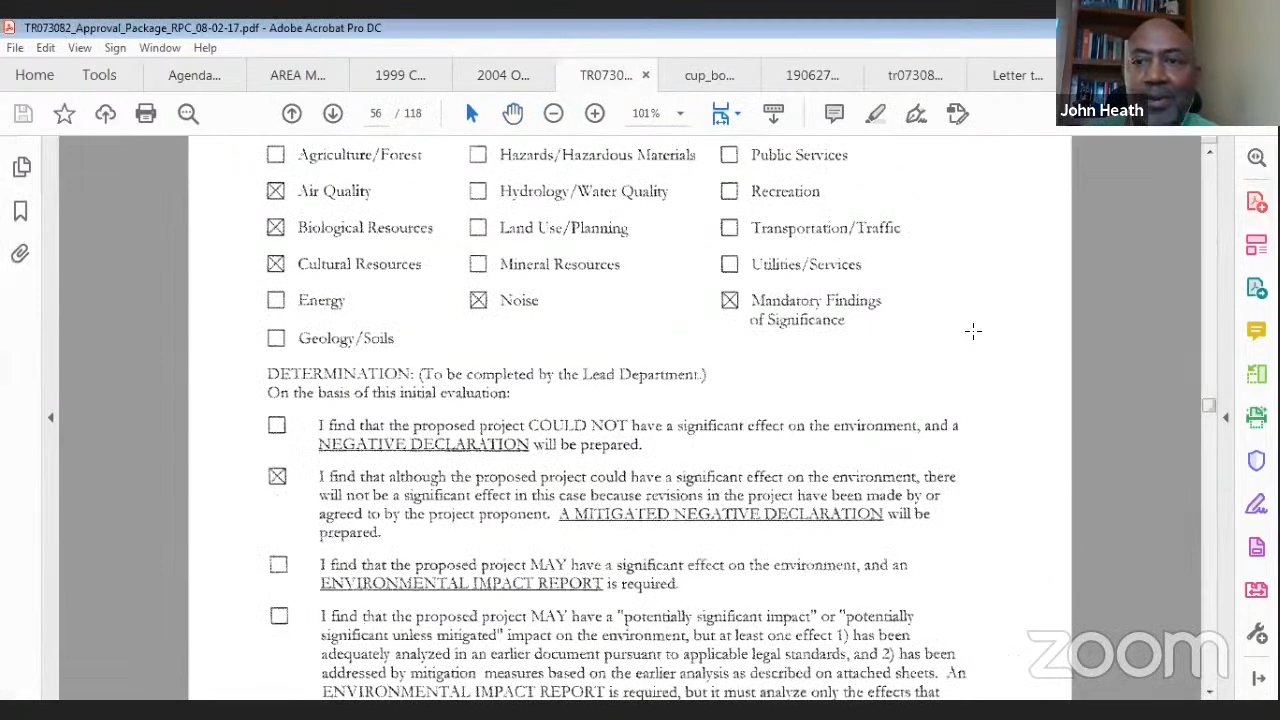 TR073082_Approval_Package_RPC_08-02-17.pdf - Adobe Acrobat Pro DC
File Edit View Sign Window Help
Home Tools Agenda... AREA M... 1999 C... 2004 O... TR0730... × cup_bo... 190627... tr07308... Letter t...
56 / 118 101%
John Heath
Agriculture/Forest Hazards/Hazardous Materials Public Services
Air Quality Hydrology/Water Quality Recreation
Biological Resources Land Use/Planning Transportation/Traffic
Cultural Resources Mineral Resources Utilities/Services
Energy Noise Mandatory Findings
of Significance
Geology/Soils
DETERMINATION: (To be completed by the Lead Department.)
On the basis of this initial evaluation:
I find that the proposed project COULD NOT have a significant effect on the environment, and a
NEGATIVE DECLARATION will be prepared.
I find that although the proposed project could have a significant effect on the environment, there
will not be a significant effect in this case because revisions in the project have been made by or
agreed to by the project proponent. A MITIGATED NEGATIVE DECLARATION will be
prepared.
I find that the proposed project MAY have a significant effect on the environment, and an
ENVIRONMENTAL IMPACT REPORT is required.
I find that the proposed project MAY have a "potentially significant impact" or "potentially
significant unless mitigated" impact on the environment, but at least one effect 1) has been
adequately analyzed in an earlier document pursuant to applicable legal standards, and 2) has been
addressed by mitigation measures based on the earlier analysis as described on attached sheets. An
ENVIRONMENTAL IMPACT REPORT is required, but it must analyze only the effects that
zoom